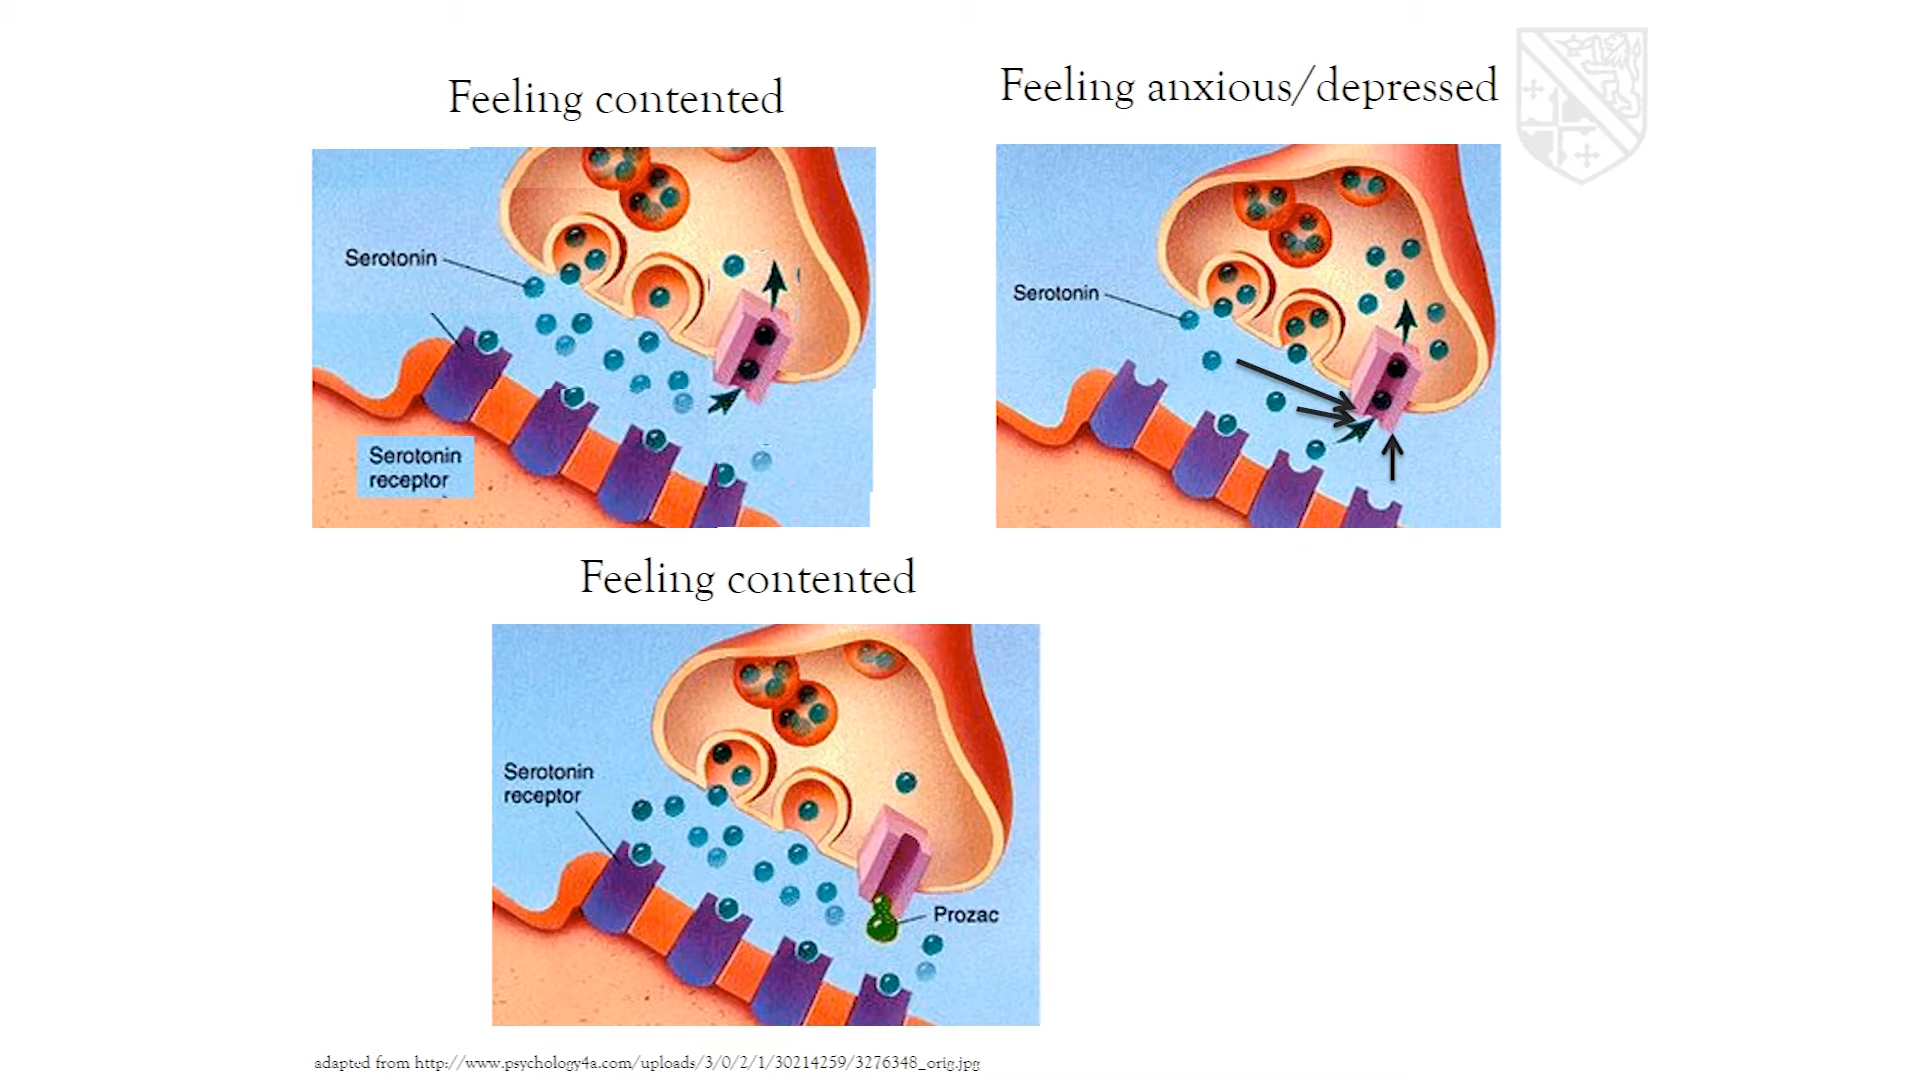 Feeling contented
Feeling anxious/depressed
Serotonin
Serotonin
receptor
Serotonin
Feeling contented
Serotonin
receptor
Prozac
adapted from http://www.psychology4a.com/uploads/3/0/2/1/30214259/3276348_orig.jpg